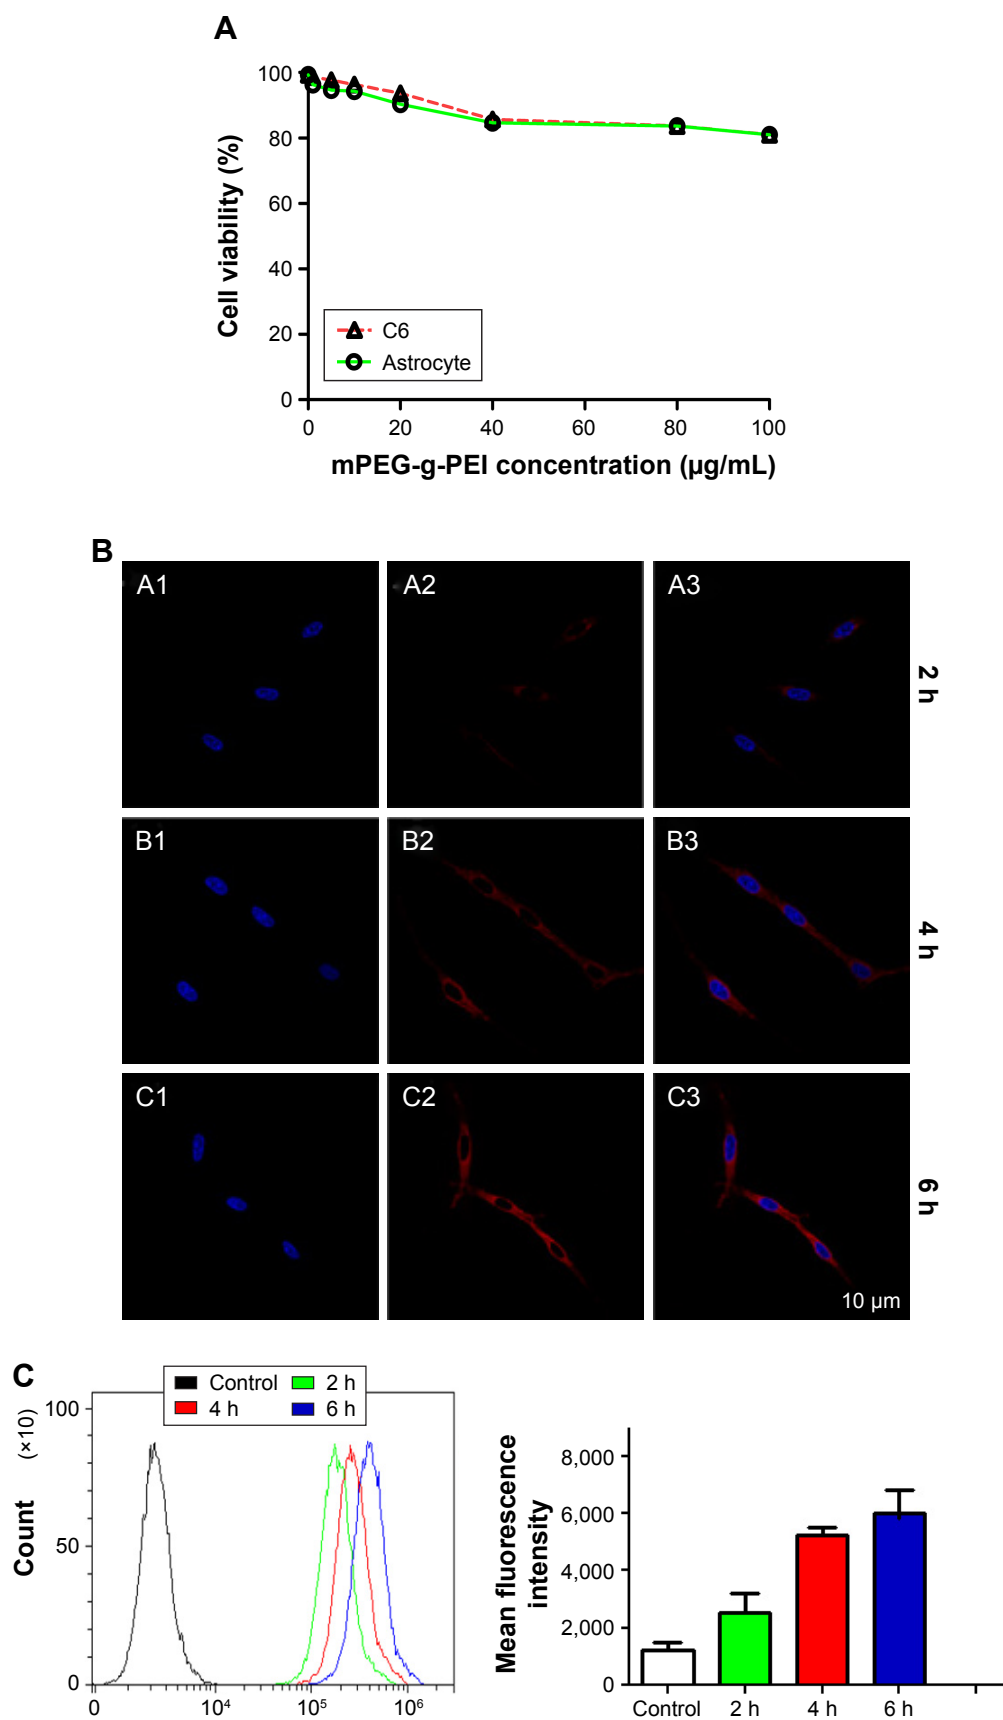 A
100
80
60
40
20
0
Cell viability (%)
C6
Astrocyte
0 20 40 60 80 100
mPEG-g-PEI concentration (µg/mL)
B
A1 A2 A3
2 h
B1 B2 B3
4 h
C1 C2 C3
6 h
10 µm
C
Control 2 h
4 h 6 h
(×10)
Count
100
50
0
0 10⁴ 10⁵ 10⁶
Mean fluorescence
intensity
8,000
6,000
4,000
2,000
0
Control 2 h 4 h 6 h